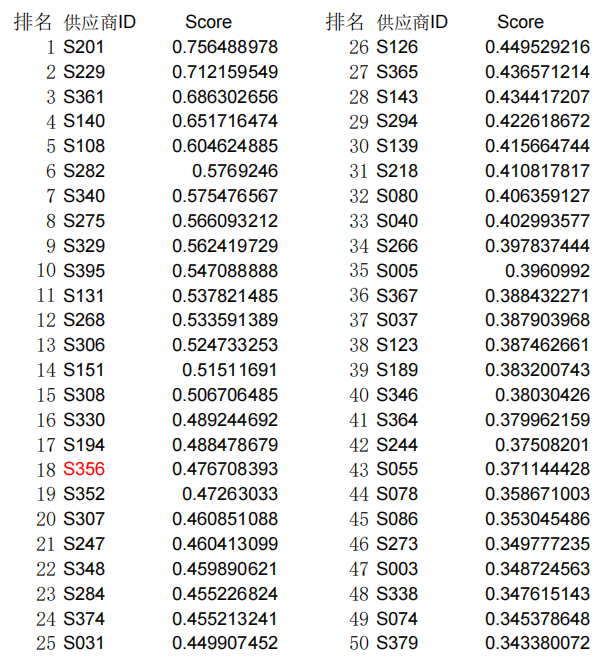 排名 供应商ID Score 排名 供应商ID Score
1 S201 0.756488978 26 S126 0.449529216
2 S229 0.712159549 27 S365 0.436571214
3 S361 0.686302656 28 S143 0.434417207
4 S140 0.651716474 29 S294 0.422618672
5 S108 0.604624885 30 S139 0.415664744
6 S282 0.5769246 31 S218 0.410817817
7 S340 0.575476567 32 S080 0.406359127
8 S275 0.566093212 33 S040 0.402993577
9 S329 0.562419729 34 S266 0.397837444
10 S395 0.547088888 35 S005 0.3960992
11 S131 0.537821485 36 S367 0.388432271
12 S268 0.533591389 37 S037 0.387903968
13 S306 0.524733253 38 S123 0.387462661
14 S151 0.51511691 39 S189 0.383200743
15 S308 0.506706485 40 S346 0.38030426
16 S330 0.489244692 41 S364 0.379962159
17 S194 0.488478679 42 S244 0.37508201
18 S356 0.476708393 43 S055 0.371144428
19 S352 0.47263033 44 S078 0.358671003
20 S307 0.460851088 45 S086 0.353045486
21 S247 0.460413099 46 S273 0.349777235
22 S348 0.459890621 47 S003 0.348724563
23 S284 0.455226824 48 S338 0.347615143
24 S374 0.455213241 49 S074 0.345378648
25 S031 0.449907452 50 S379 0.343380072